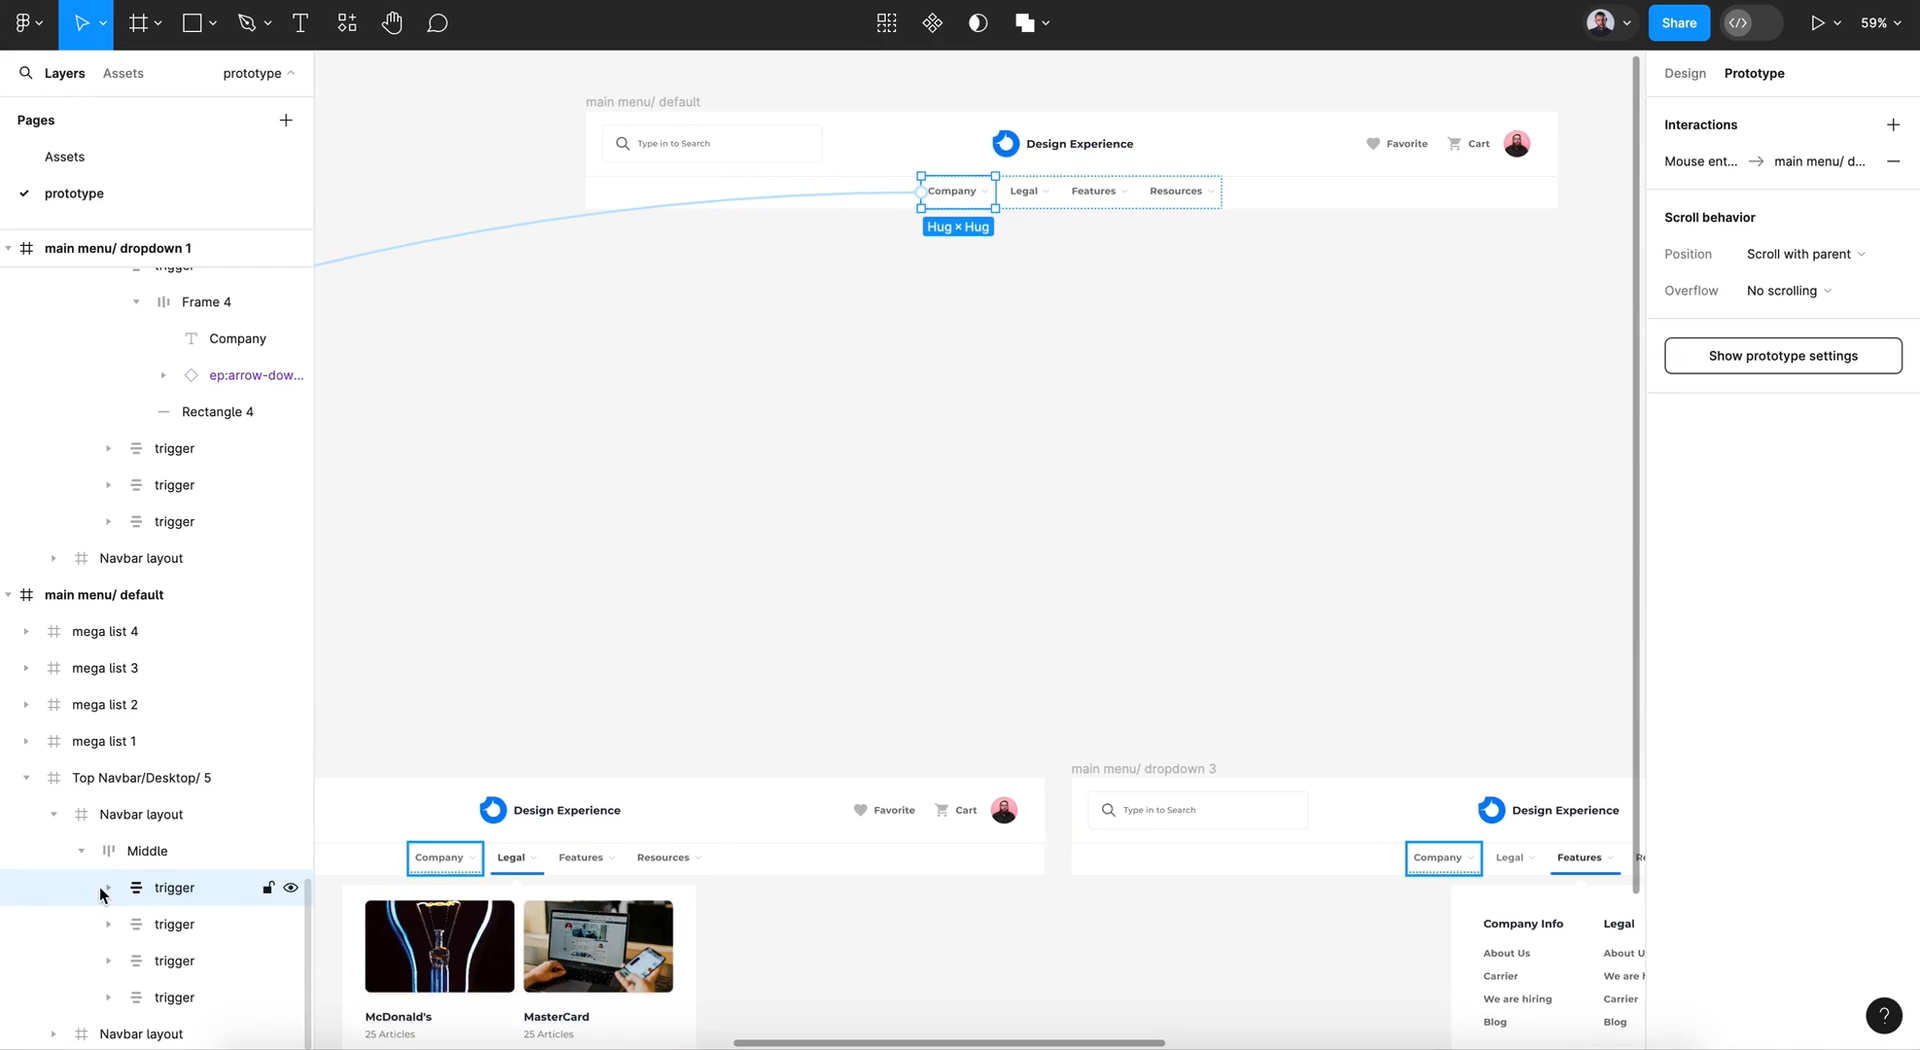 Share
59%
Layers
Assets
prototype
Pages
Assets
prototype
main menu/ dropdown 1
trigger
Frame 4
Company
ep:arrow-dow...
Rectangle 4
trigger
trigger
trigger
Navbar layout
main menu/ default
mega list 4
mega list 3
mega list 2
mega list 1
Top Navbar/Desktop/ 5
Navbar layout
Middle
trigger
trigger
trigger
trigger
Navbar layout
main menu/ default
Type in to Search
Design Experience
Favorite
Cart
Company
Legal
Features
Resources
Hug × Hug
Design Experience
Favorite
Cart
Company
Legal
Features
Resources
McDonald's
25 Articles
MasterCard
25 Articles
main menu/ dropdown 3
Type in to Search
Design Experience
Company
Legal
Features
Re
Company Info
About Us
Carrier
We are hiring
Blog
Legal
About U
We are h
Carrier
Blog
Design
Prototype
Interactions
Mouse ent...
main menu/ d...
Scroll behavior
Position
Scroll with parent
Overflow
No scrolling
Show prototype settings
?